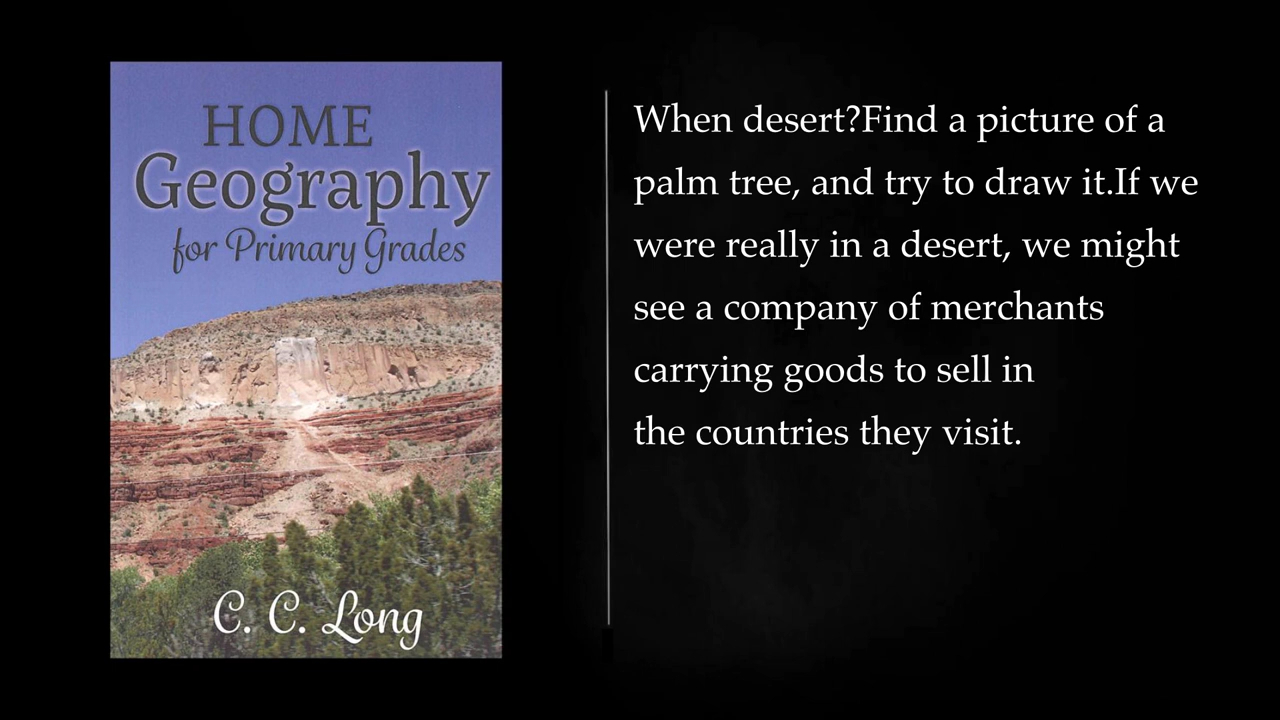 HOME
Geography
for Primary Grades
C. C. Long
When desert?Find a picture of a
palm tree, and try to draw it.If we
were really in a desert, we might
see a company of merchants
carrying goods to sell in
the countries they visit.